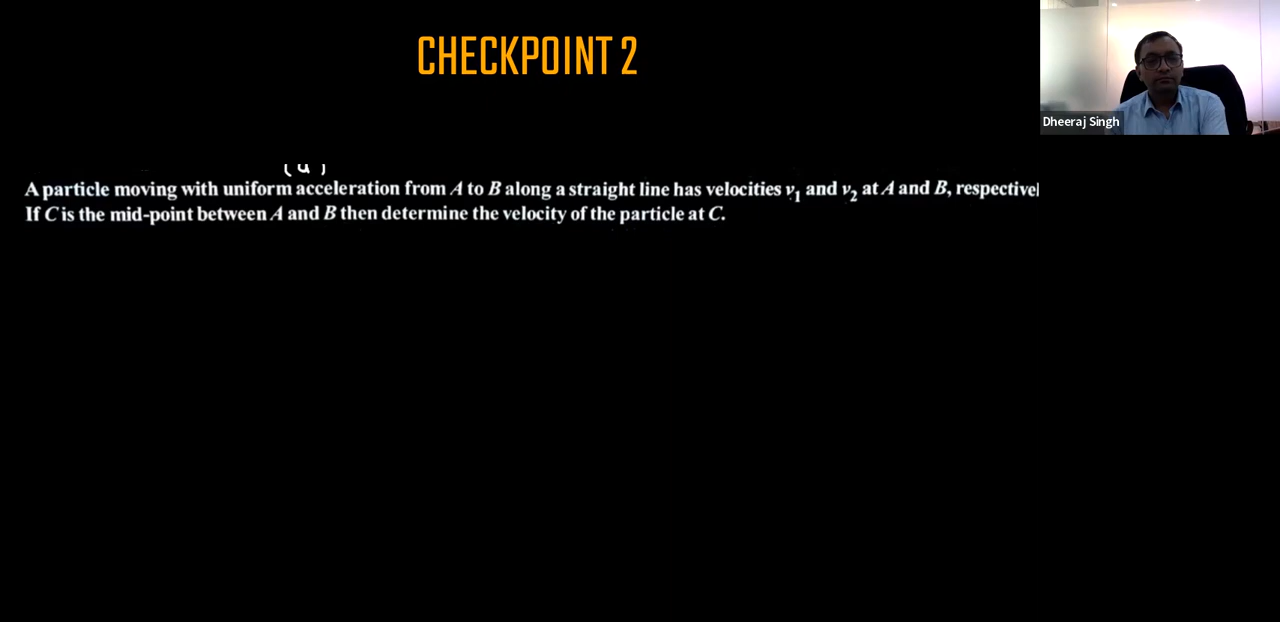 CHECKPOINT 2
Dheeraj Singh
(a)
A particle moving with uniform acceleration from A to B along a straight line has velocities v₁ and v₂ at A and B, respectivel
If C is the mid-point between A and B then determine the velocity of the particle at C.